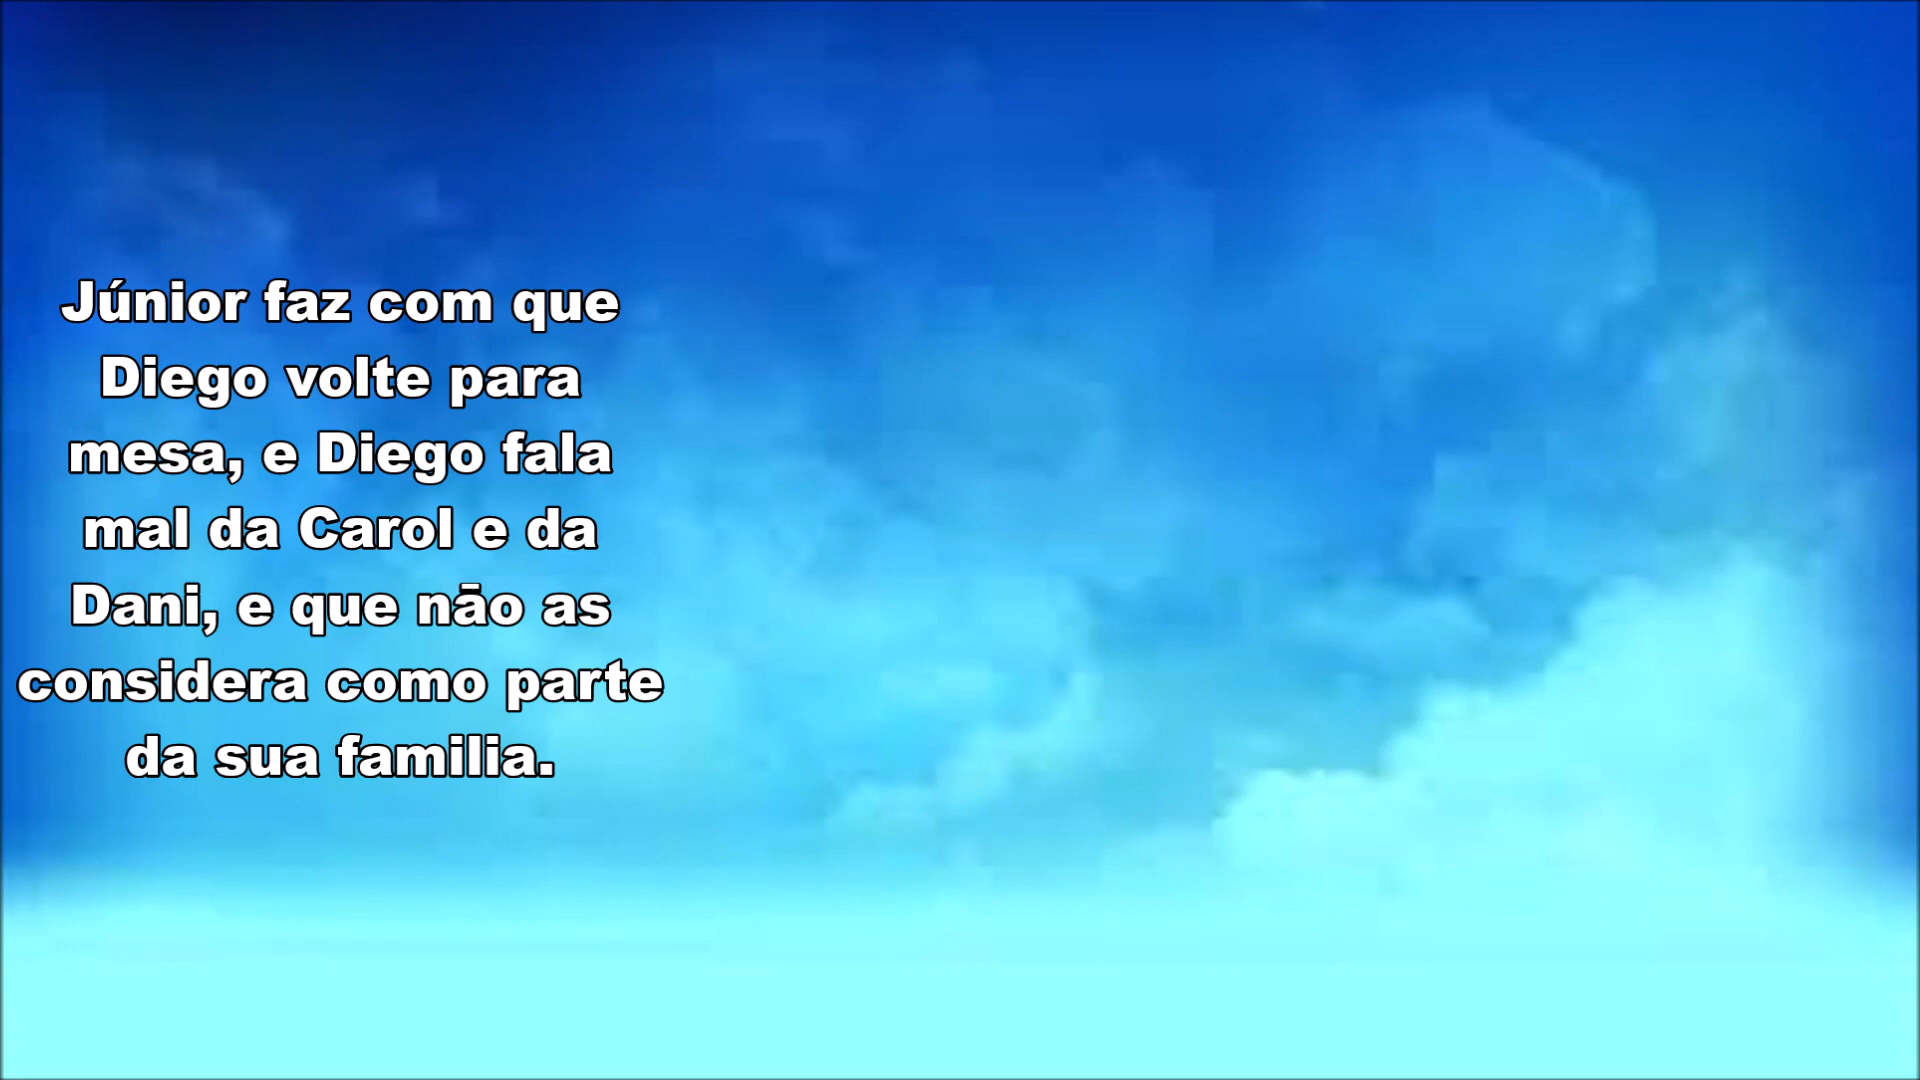 Júnior faz com que
Diego volte para
mesa, e Diego fala
mal da Carol e da
Dani, e que não as
considera como parte
da sua familia.